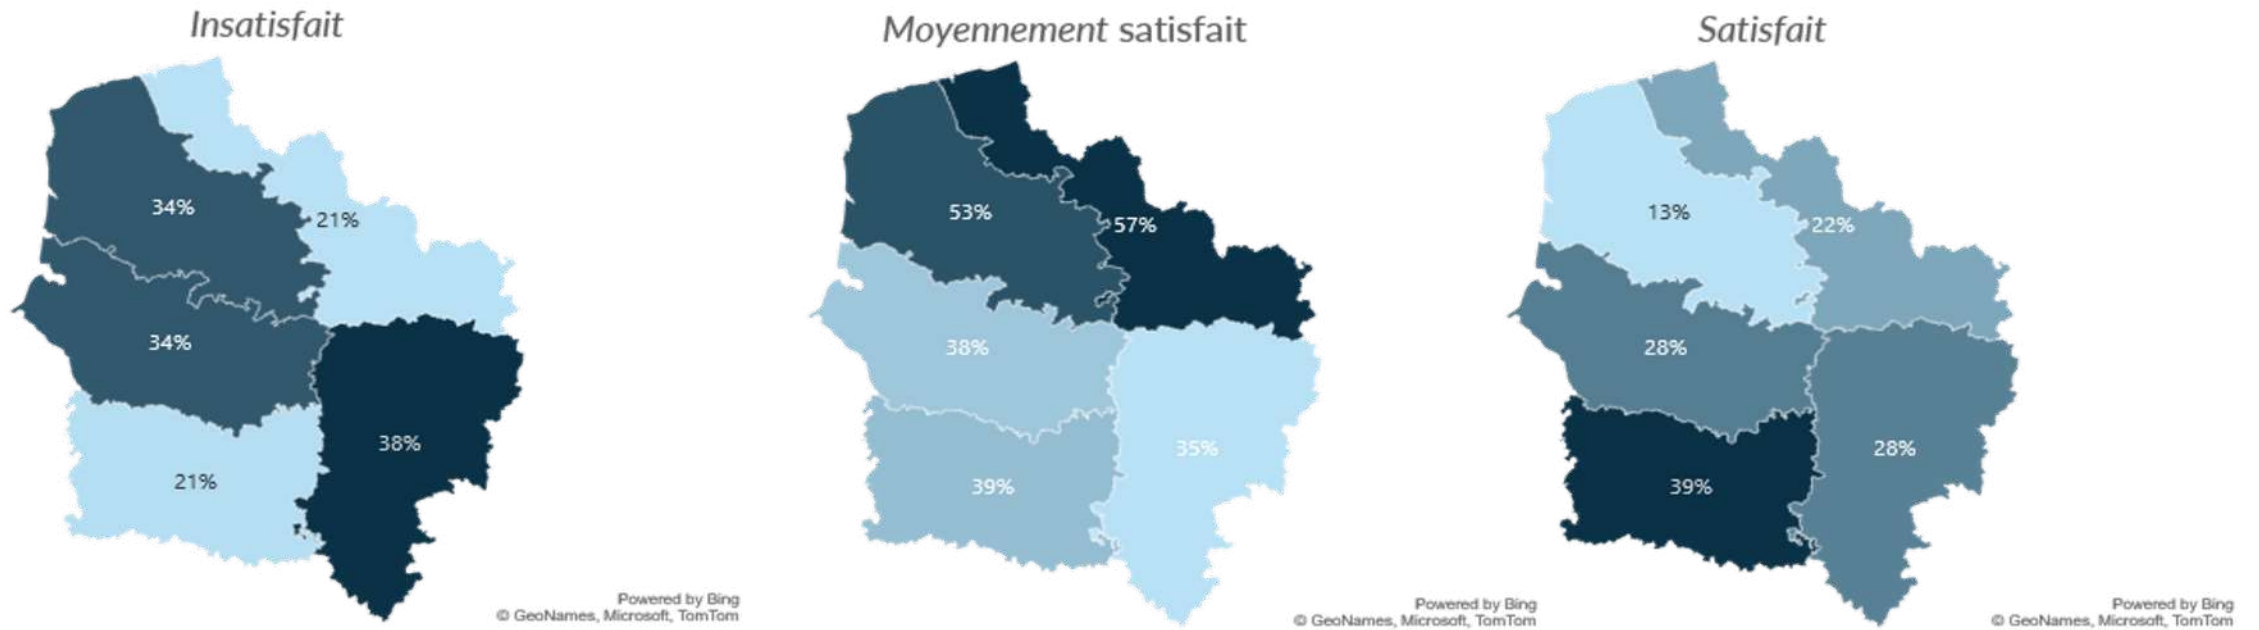 Insatisfait
34%
21%
34%
38%
21%
Powered by Bing
© GeoNames, Microsoft, TomTom
Moyennement satisfait
53%
57%
38%
35%
39%
Powered by Bing
© GeoNames, Microsoft, TomTom
Satisfait
13%
22%
28%
28%
39%
Powered by Bing
© GeoNames, Microsoft, TomTom